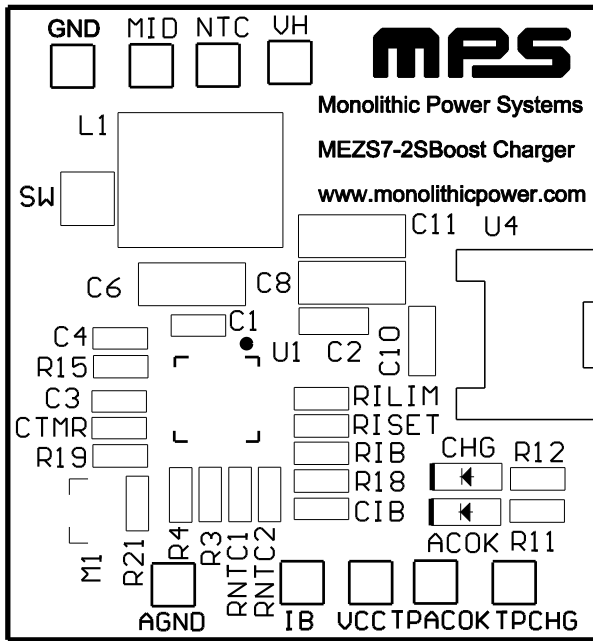 GND MID NTC VH
MPS
Monolithic Power Systems
MEZS7-2SBoost Charger
www.monolithicpower.com
L1
SW
C11 U4
C6 C8
C1
C2
C10
U1
C4
R15
C3
CTMR
R19
RILIM
RISET
RIB
R18
CIB
CHG R12
ACOK R11
M1
R21
R4
R3
RNTC1
RNTC2
AGND IB VCC TPACOK TPCHG